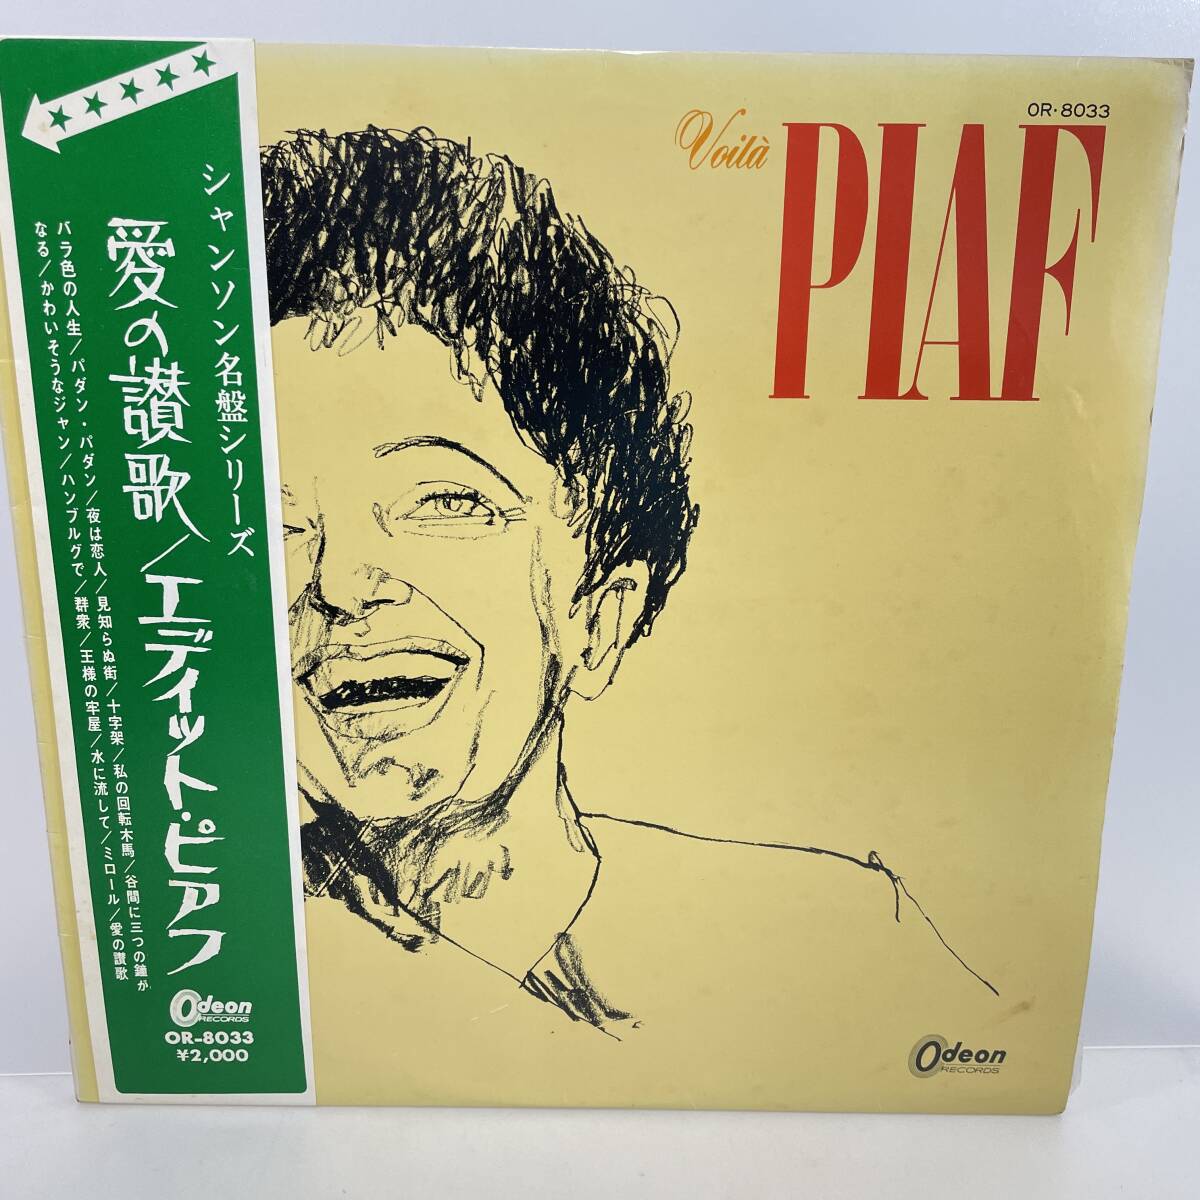 シャンソン名盤シリーズ
愛の讃歌/エディット・ピアフ
バラ色の人生/パダン・パダン/夜は恋人/見知らぬ街/十字架/私の回転木馬/谷間に三つの鐘が
なる/かわいそうなジャン/ハンブルグで/群衆/王様の牢屋/水に流して/ミロール/愛の讃歌
Odeon
RECORDS
OR-8033
¥2,000
OR·8033
Voilà
PIAF
Odeon
RECORDS